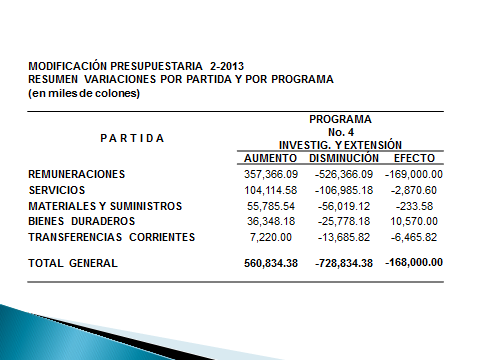 MODIFICACIÓN PRESUPUESTARIA 2-2013
RESUMEN VARIACIONES POR PARTIDA Y POR PROGRAMA
(en miles de colones)
PROGRAMA
No. 4
INVESTIG. Y EXTENSIÓN
PARTIDA
AUMENTO DISMINUCIÓN EFECTO
REMUNERACIONES 357,366.09 -526,366.09 -169,000.00
SERVICIOS 104,114.58 -106,985.18 -2,870.60
MATERIALES Y SUMINISTROS 55,785.54 -56,019.12 -233.58
BIENES DURADEROS 36,348.18 -25,778.18 10,570.00
TRANSFERENCIAS CORRIENTES 7,220.00 -13,685.82 -6,465.82
TOTAL GENERAL 560,834.38 -728,834.38 -168,000.00